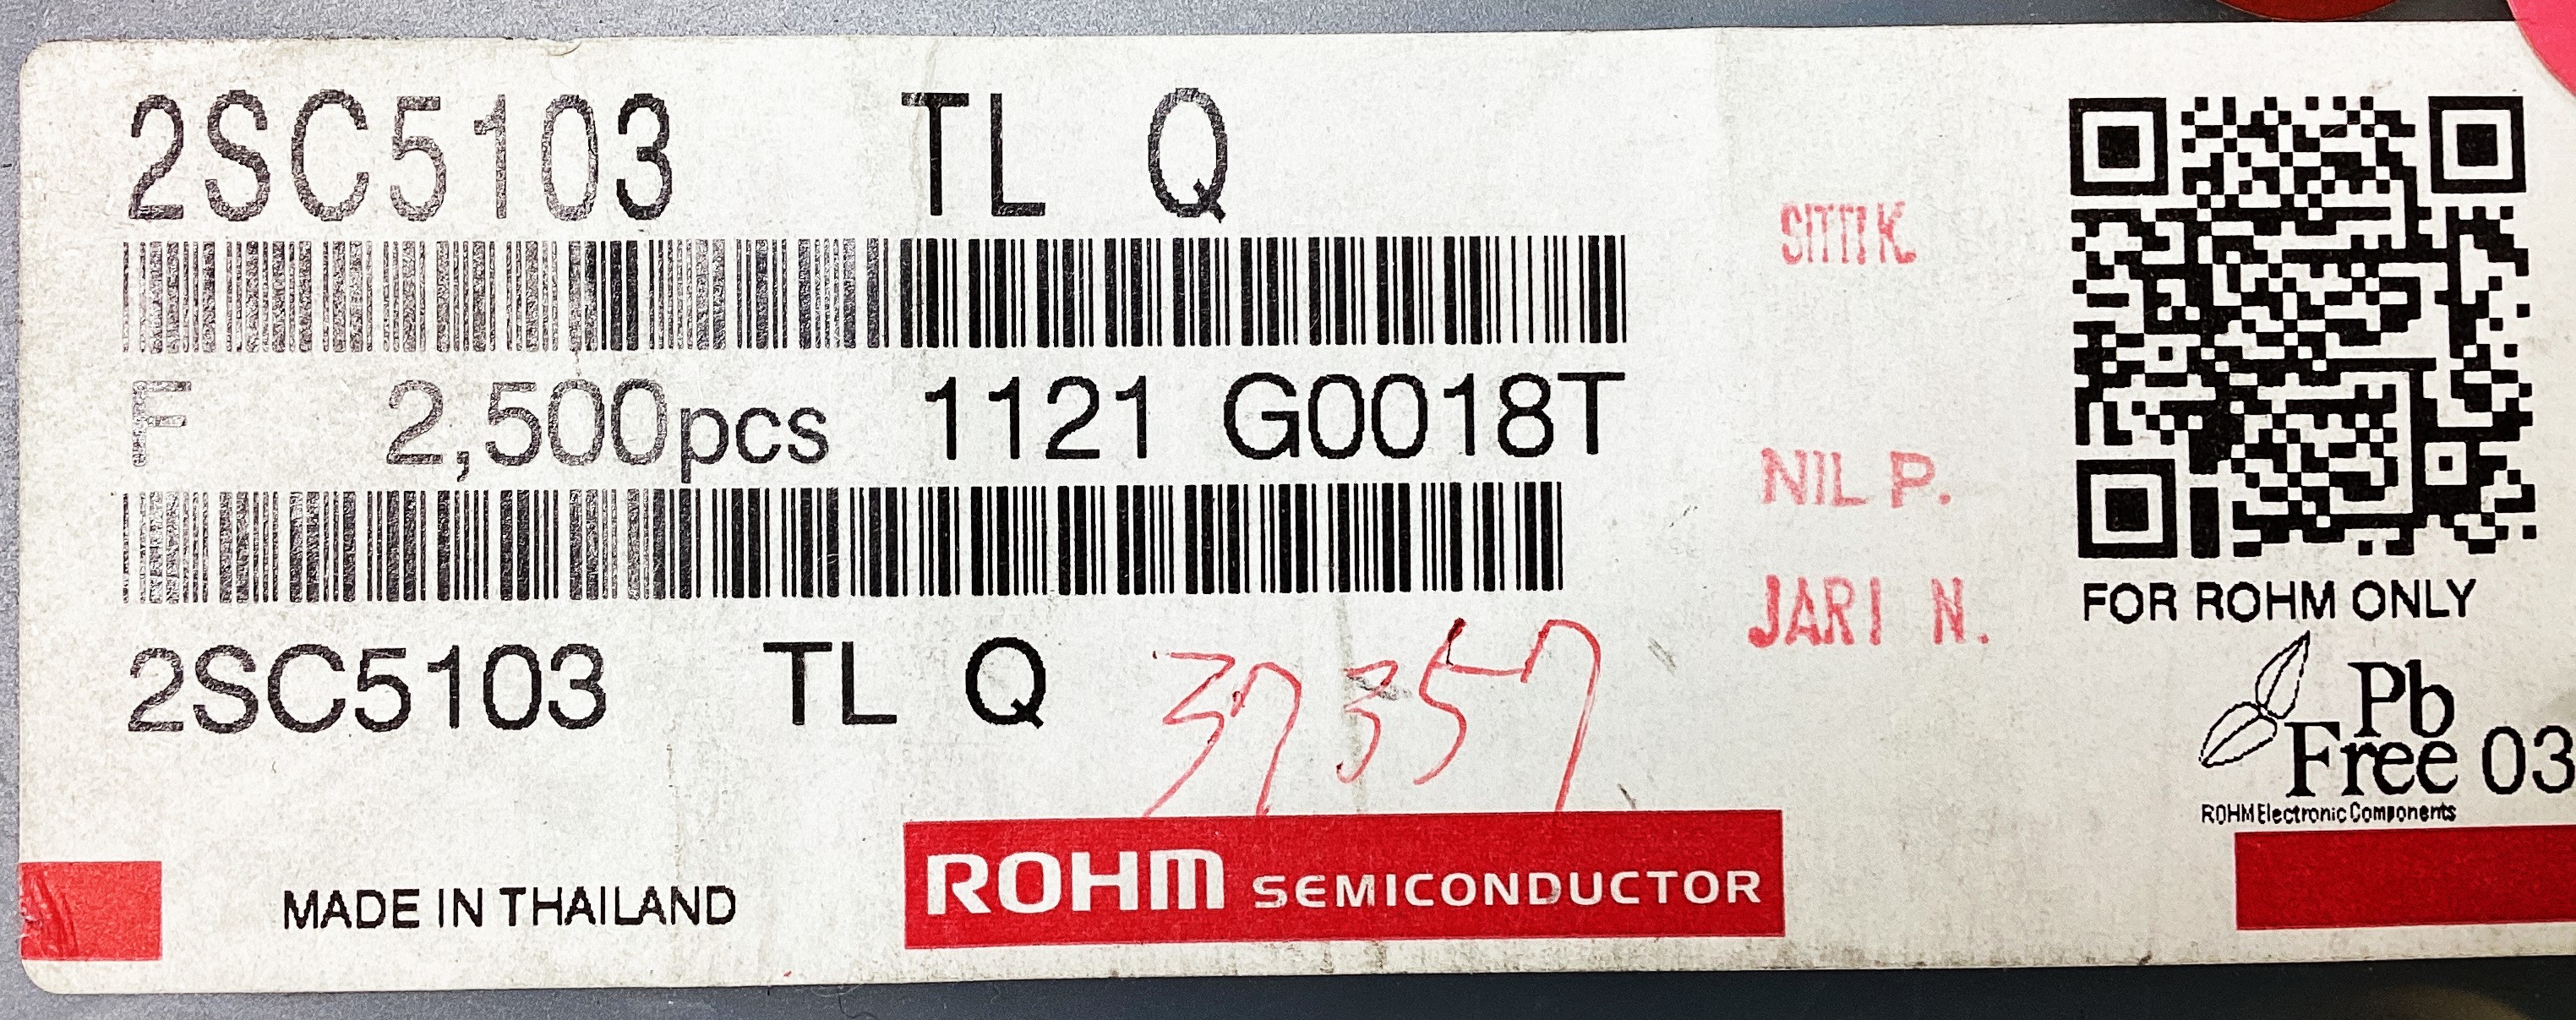 2SC5103 TL Q
SITTI K.
F 2,500pcs 1121 G0018T
NIL P.
JARI N.
FOR ROHM ONLY
2SC5103 TL Q
37357
Pb
Free 03
ROHM Electronic Components
MADE IN THAILAND
ROHM SEMICONDUCTOR